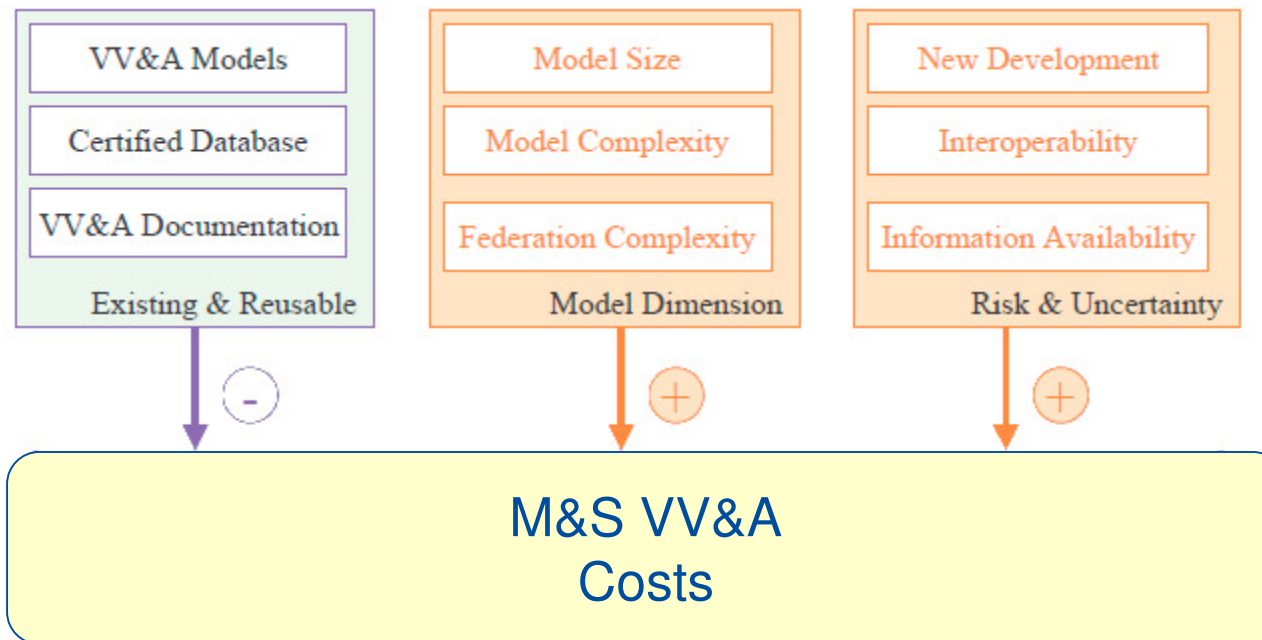 VV&A Models
Certified Database
VV&A Documentation
Existing & Reusable
Model Size
Model Complexity
Federation Complexity
Model Dimension
New Development
Interoperability
Information Availability
Risk & Uncertainty
-
+
+
M&S VV&A
Costs